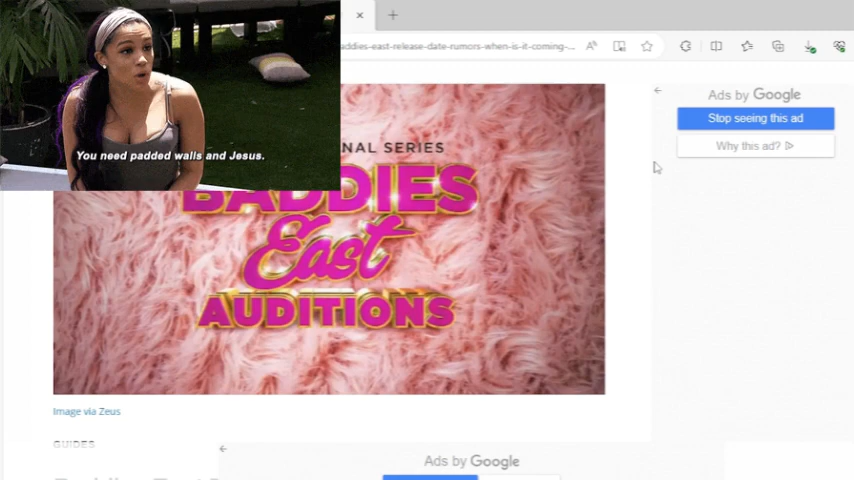 addies-east-release-date-rumors-when-is-it-coming-...
You need padded walls and Jesus.
NAL SERIES
BADDIES
East
AUDITIONS
Ads by Google
Stop seeing this ad
Why this ad?
Image via Zeus
GUIDES
Ads by Google